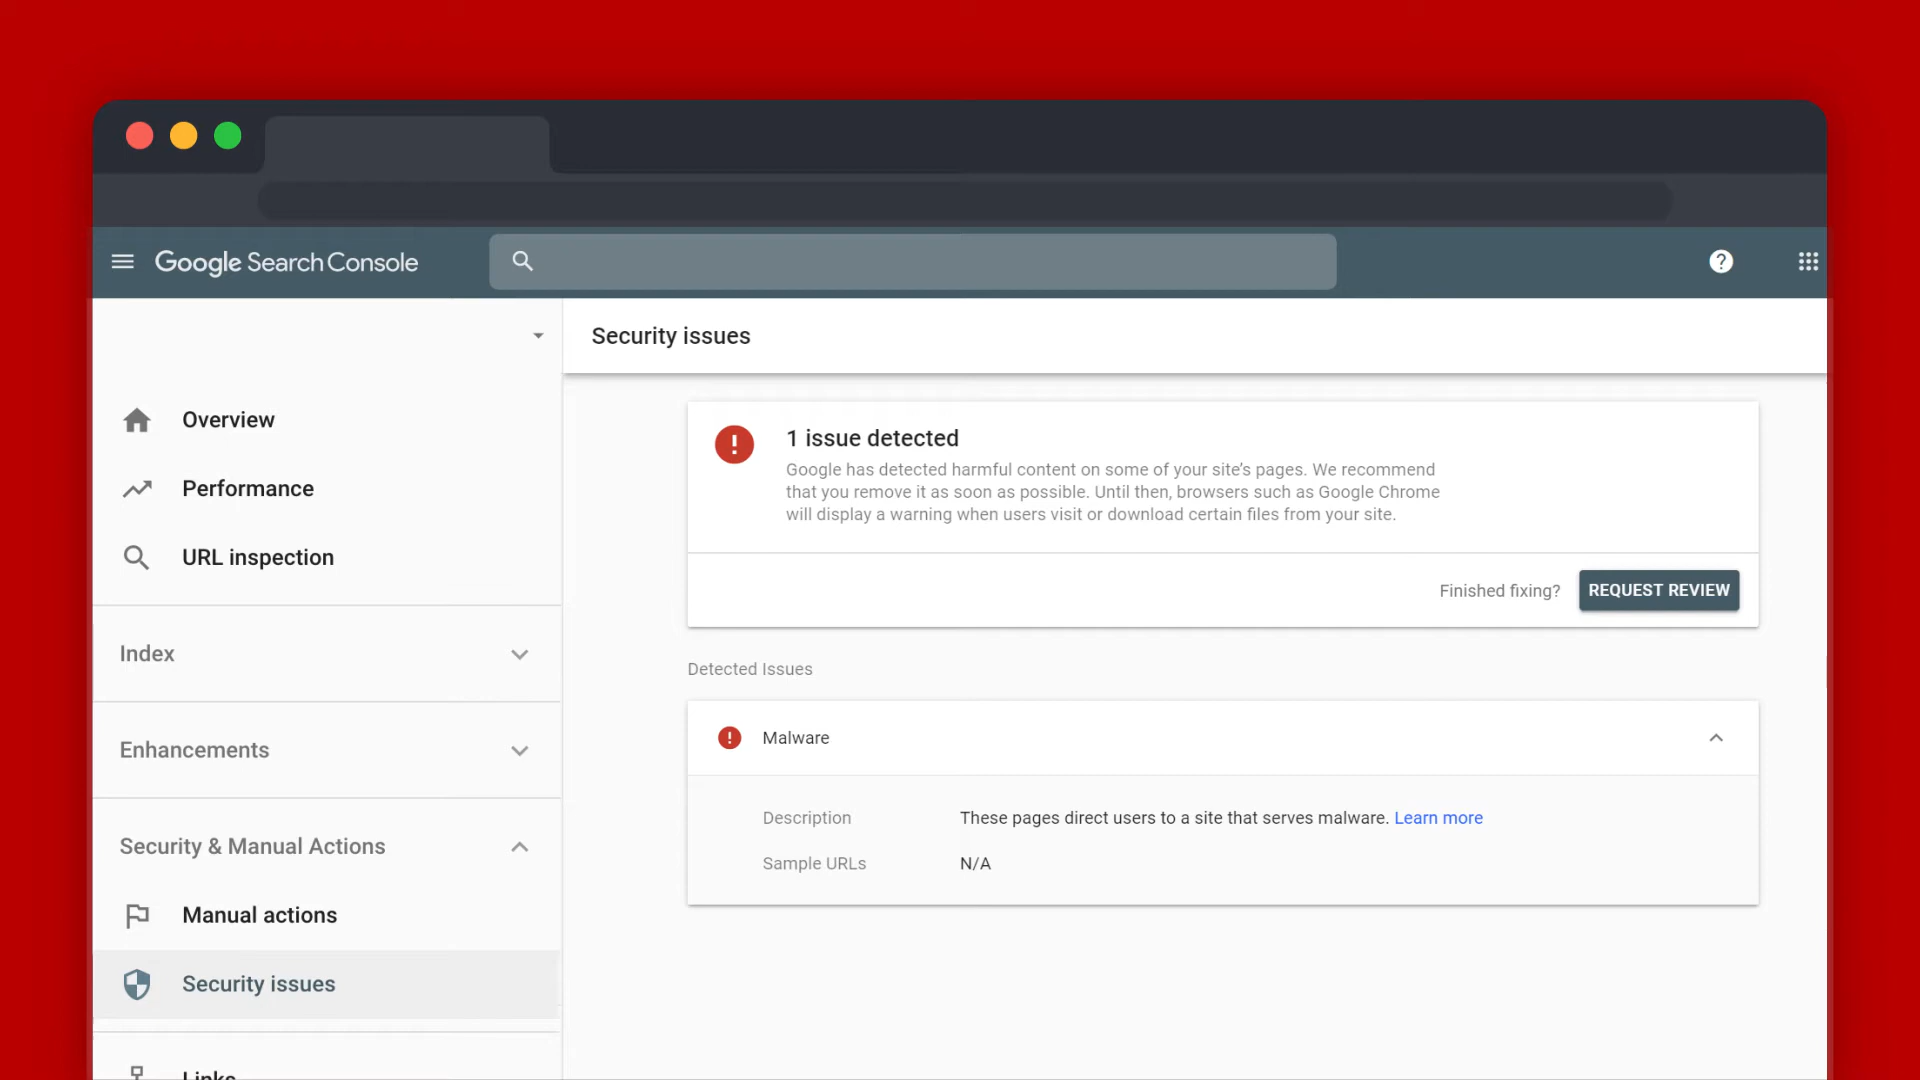 Google Search Console
?
Security issues
Overview
Performance
URL inspection
Index
Enhancements
Security & Manual Actions
Manual actions
Security issues
Links
1 issue detected
Google has detected harmful content on some of your site’s pages. We recommend
that you remove it as soon as possible. Until then, browsers such as Google Chrome
will display a warning when users visit or download certain files from your site.
Finished fixing? REQUEST REVIEW
Detected Issues
Malware
Description These pages direct users to a site that serves malware. Learn more
Sample URLs N/A